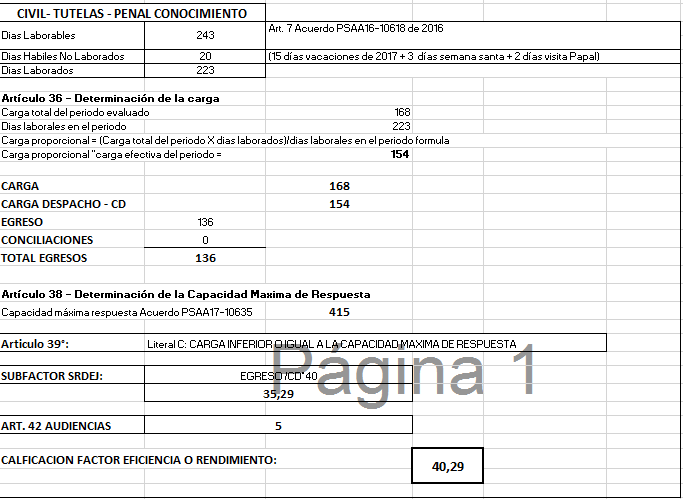 CIVIL- TUTELAS - PENAL CONOCIMIENTO
Dias Laborables 243 Art. 7 Acuerdo PSAA16-10618 de 2016
Dias Habiles No Laborados 20 (15 días vacaciones de 2017 + 3 días semana santa + 2 días visita Papal)
Dias Laborados 223
Artículo 36 - Determinación de la carga
Carga total del periodo evaluado 168
Dias laborales en el periodo 223
Carga proporcional = (Carga total del periodo X dias laborados)/dias laborales en el periodo formula
Carga proporcional "carga efectiva del periodo = 154
CARGA 168
CARGA DESPACHO - CD 154
EGRESO 136
CONCILIACIONES 0
TOTAL EGRESOS 136
Artículo 38 - Determinación de la Capacidad Maxima de Respuesta
Capacidad máxima respuesta Acuerdo PSAA17-10635 415
Articulo 39°: Literal C: CARGA INFERIOR O IGUAL A LA CAPACIDAD MAXIMA DE RESPUESTA
Página 1
SUBFACTOR SRDEJ: EGRESO /CD*40
35,29
ART. 42 AUDIENCIAS 5
CALFICACION FACTOR EFICIENCIA O RENDIMIENTO: 40,29